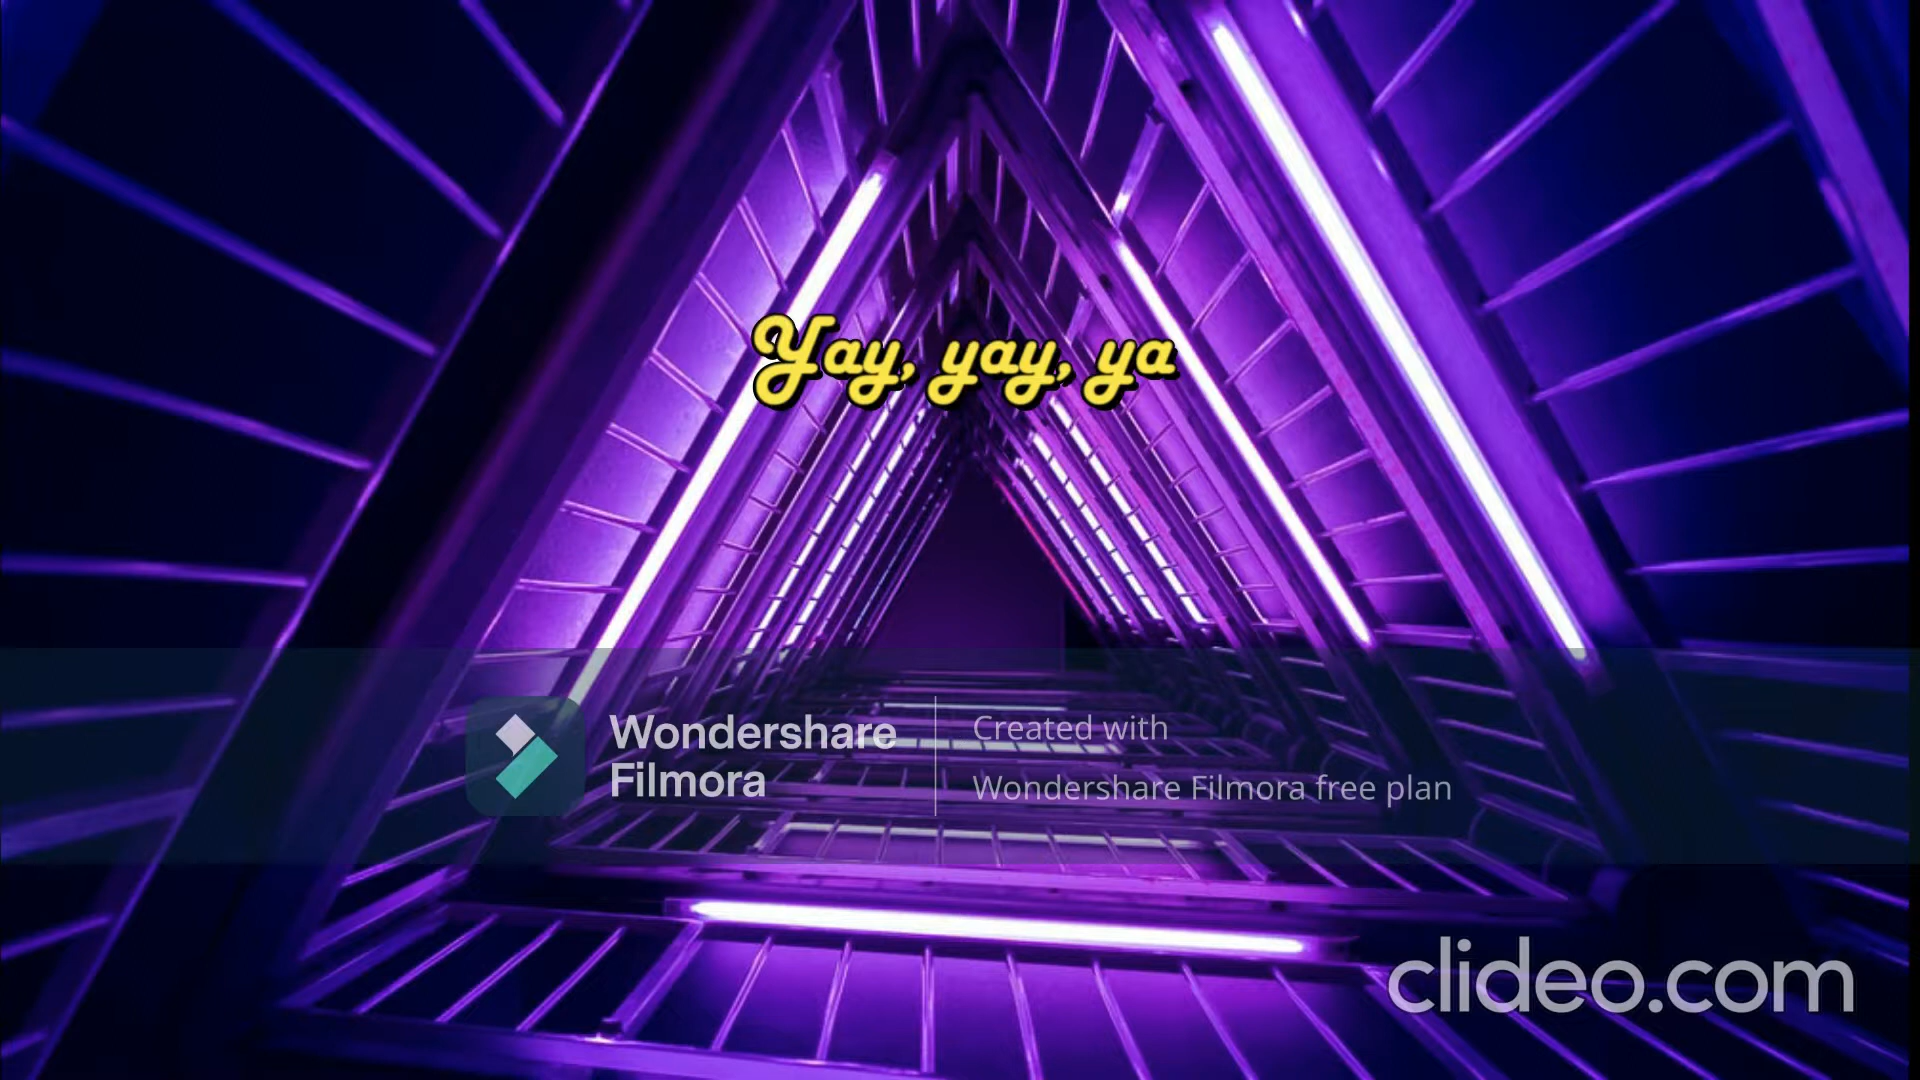 Yay, yay, ya
Wondershare
Filmora
Created with
Wondershare Filmora free plan
clideo.com